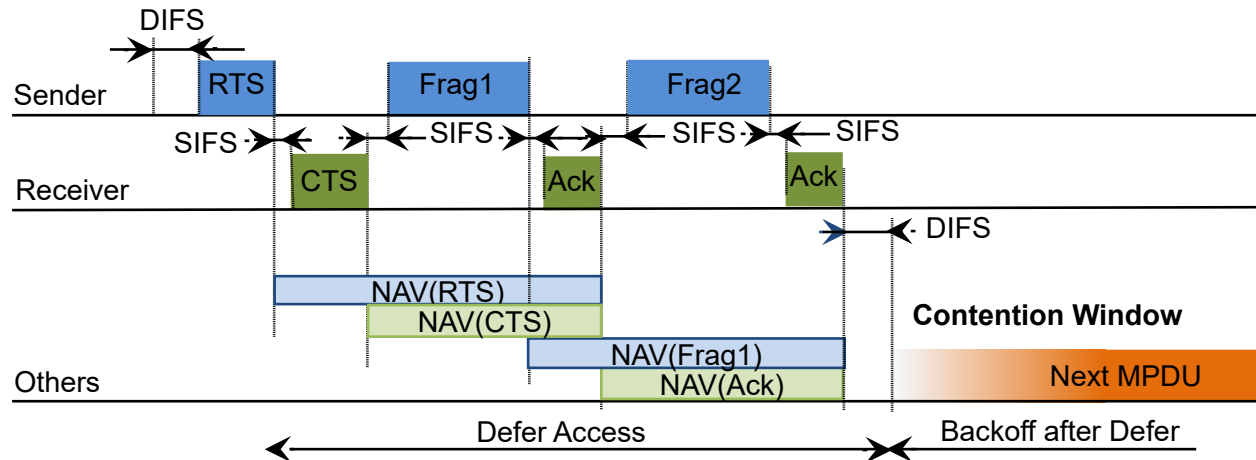 DIFS
RTS
Frag1
Frag2
Sender
SIFS
SIFS
SIFS
SIFS
CTS
Ack
Ack
Receiver
DIFS
NAV(RTS)
NAV(CTS)
Contention Window
NAV(Frag1)
Next MPDU
NAV(Ack)
Others
Defer Access
Backoff after Defer